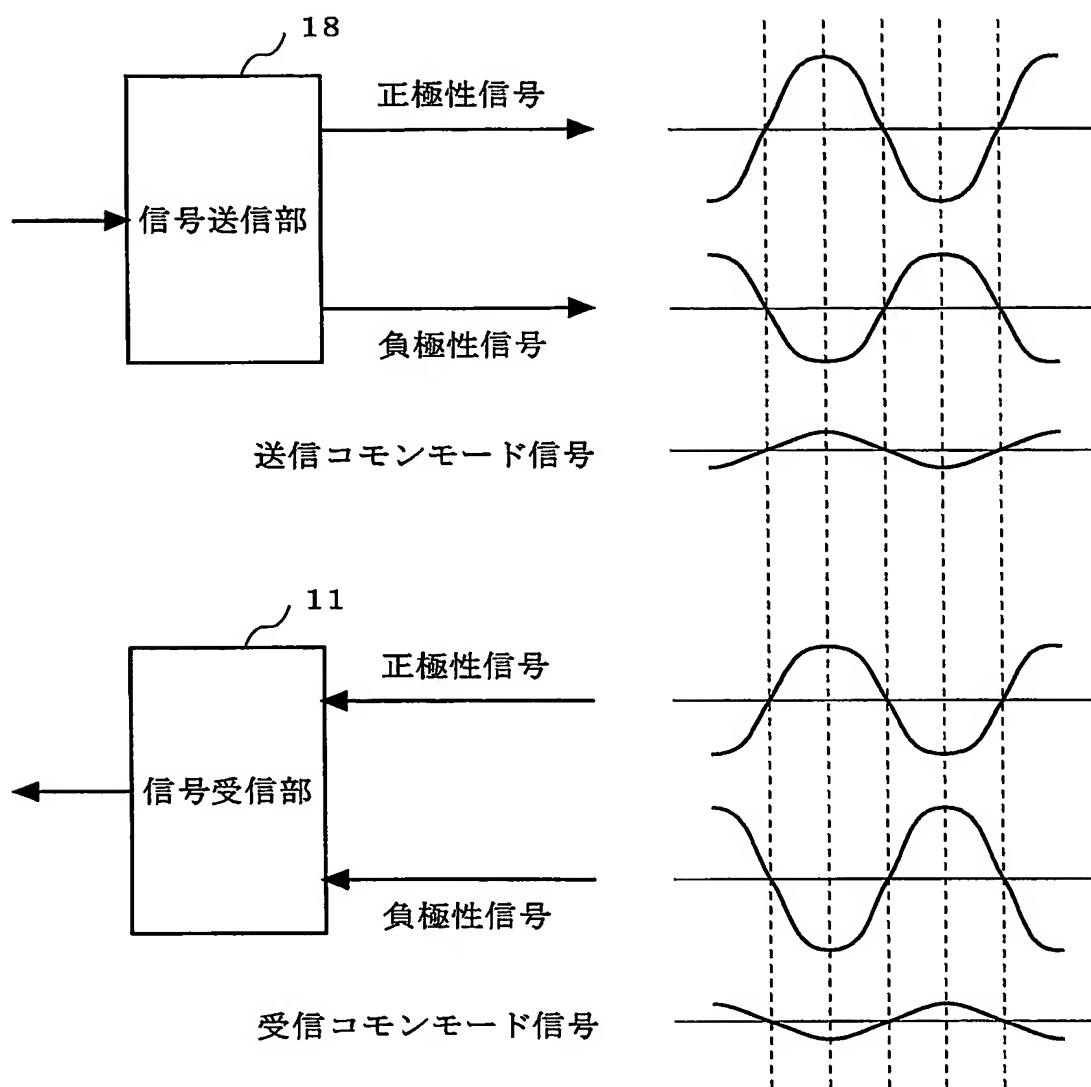 18
正極性信号
信号送信部
負極性信号
送信コモンモード信号
11
正極性信号
信号受信部
負極性信号
受信コモンモード信号